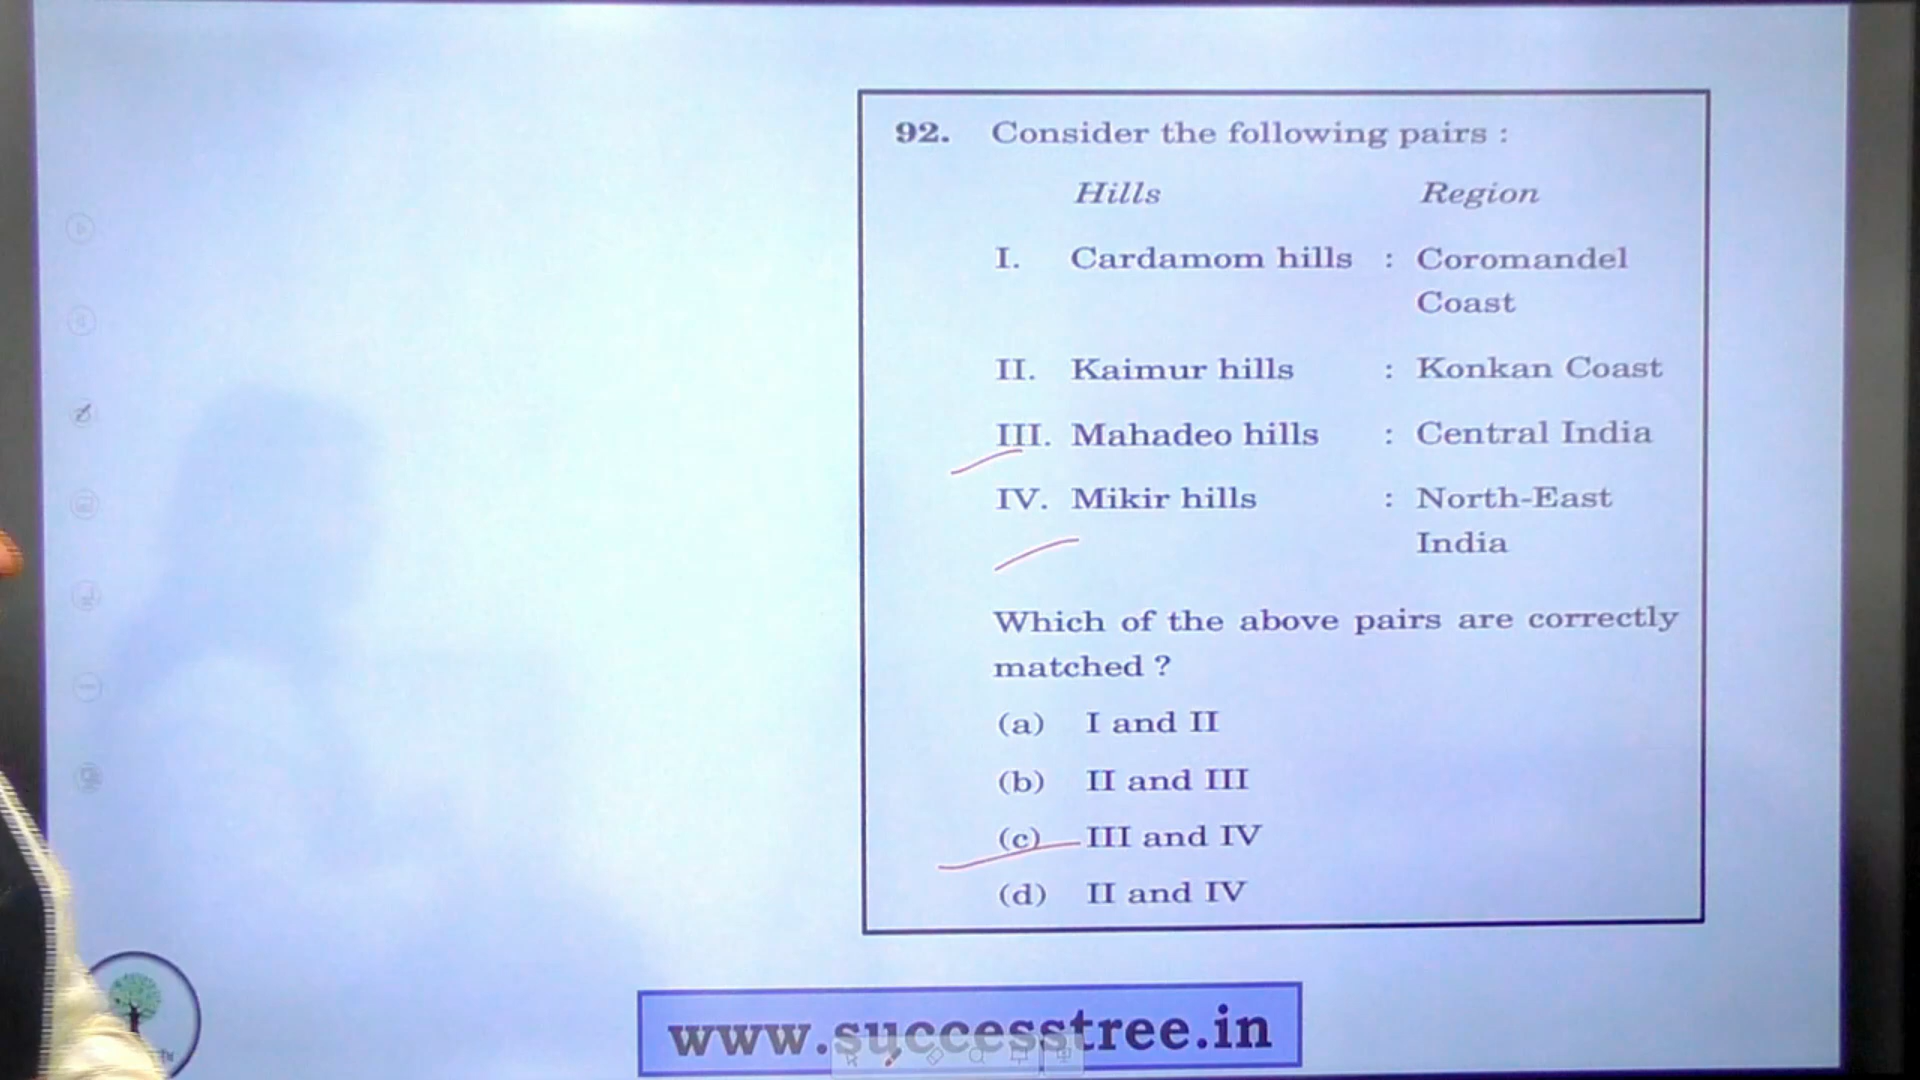 92. Consider the following pairs :
Hills Region
I. Cardamom hills : Coromandel
Coast
II. Kaimur hills : Konkan Coast
III. Mahadeo hills : Central India
IV. Mikir hills : North-East
India
Which of the above pairs are correctly
matched ?
(a) I and II
(b) II and III
(c) III and IV
(d) II and IV
www.successtree.in